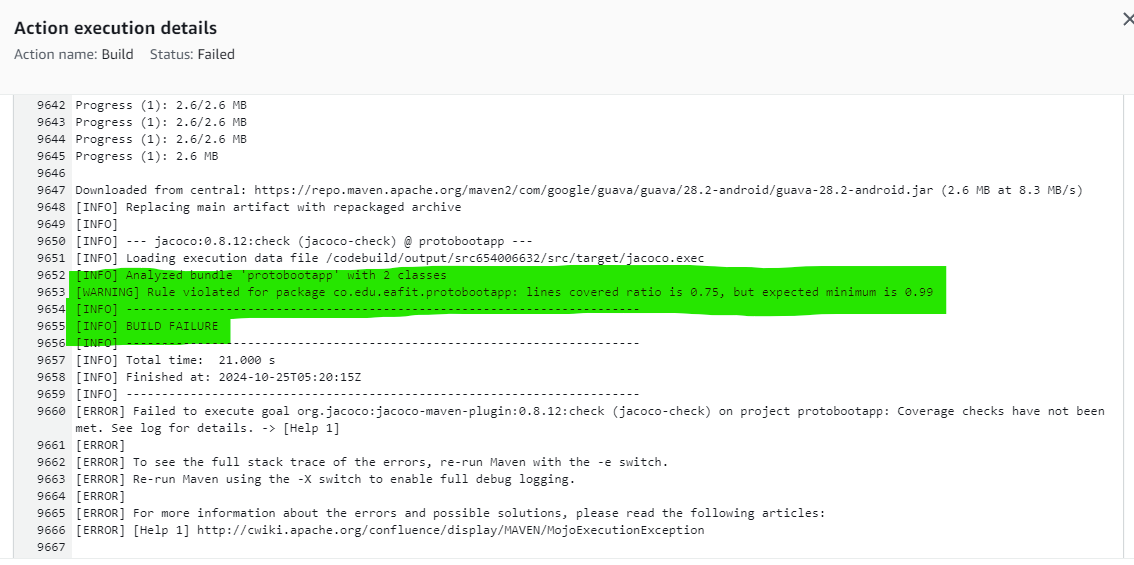 Action execution details
Action name: Build Status: Failed
9642 Progress (1): 2.6/2.6 MB
9643 Progress (1): 2.6/2.6 MB
9644 Progress (1): 2.6/2.6 MB
9645 Progress (1): 2.6 MB
9646
9647 Downloaded from central: https://repo.maven.apache.org/maven2/com/google/guava/guava/28.2-android/guava-28.2-android.jar (2.6 MB at 8.3 MB/s)
9648 [INFO] Replacing main artifact with repackaged archive
9649 [INFO]
9650 [INFO] --- jacoco:0.8.12:check (jacoco-check) @ protobootapp ---
9651 [INFO] Loading execution data file /codebuild/output/src654006632/src/target/jacoco.exec
9652 [INFO] Analyzed bundle 'protobootapp' with 2 classes
9653 [WARNING] Rule violated for package co.edu.eafit.protobootapp: lines covered ratio is 0.75, but expected minimum is 0.99
9654 [INFO] ------------------------------------------------------------------------
9655 [INFO] BUILD FAILURE
9656 [INFO] ------------------------------------------------------------------------
9657 [INFO] Total time:  21.000 s
9658 [INFO] Finished at: 2024-10-25T05:20:15Z
9659 [INFO] ------------------------------------------------------------------------
9660 [ERROR] Failed to execute goal org.jacoco:jacoco-maven-plugin:0.8.12:check (jacoco-check) on project protobootapp: Coverage checks have not been
met. See log for details. -> [Help 1]
9661 [ERROR]
9662 [ERROR] To see the full stack trace of the errors, re-run Maven with the -e switch.
9663 [ERROR] Re-run Maven using the -X switch to enable full debug logging.
9664 [ERROR]
9665 [ERROR] For more information about the errors and possible solutions, please read the following articles:
9666 [ERROR] [Help 1] http://cwiki.apache.org/confluence/display/MAVEN/MojoExecutionException
9667